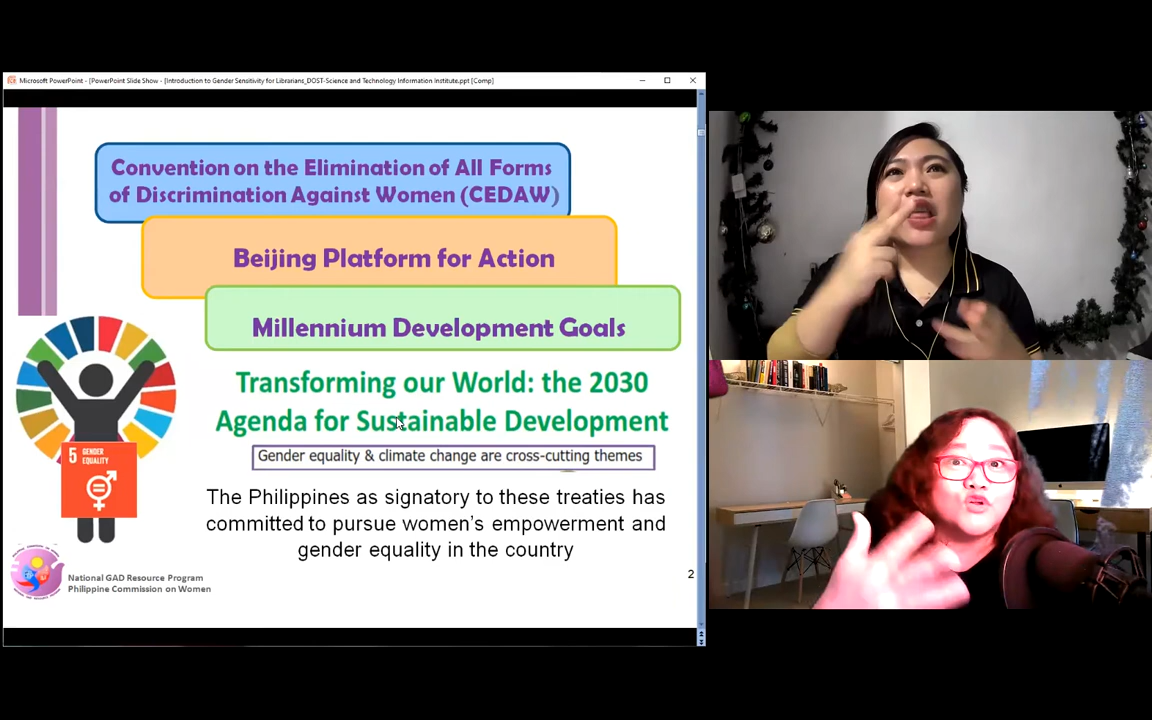 Microsoft PowerPoint - [PowerPoint Slide Show - [Introduction to Gender Sensitivity for Librarians_DOST-Science and Technology Information Institute.ppt [Comp]
Convention on the Elimination of All Forms
of Discrimination Against Women (CEDAW)
Beijing Platform for Action
Millennium Development Goals
Transforming our World: the 2030
Agenda for Sustainable Development
Gender equality & climate change are cross-cutting themes
5 GENDER
EQUALITY
The Philippines as signatory to these treaties has
committed to pursue women's empowerment and
gender equality in the country
National GAD Resource Program
Philippine Commission on Women
2